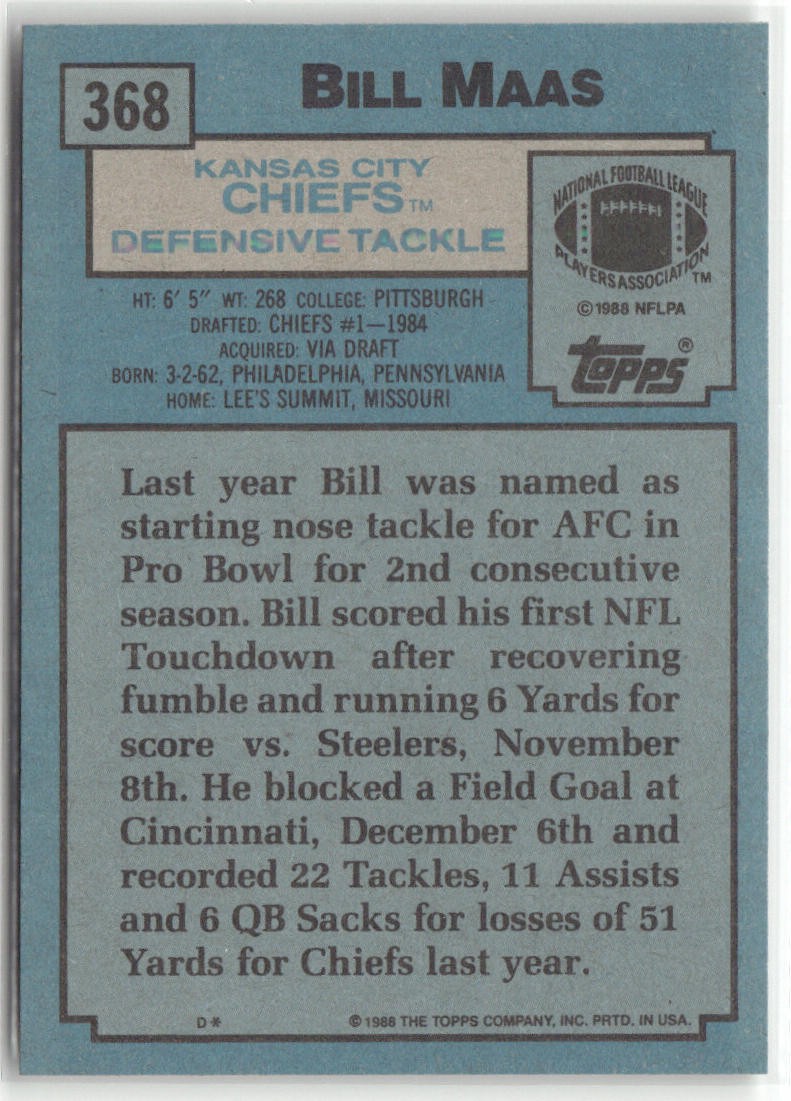 368
BILL MAAS
KANSAS CITY
CHIEFS™
DEFENSIVE TACKLE
NATIONAL FOOTBALL LEAGUE
PLAYERS ASSOCIATION™
©1988 NFLPA
topps®
HT: 6' 5" WT: 268 COLLEGE: PITTSBURGH
DRAFTED: CHIEFS #1—1984
ACQUIRED: VIA DRAFT
BORN: 3-2-62, PHILADELPHIA, PENNSYLVANIA
HOME: LEE'S SUMMIT, MISSOURI
Last year Bill was named as
starting nose tackle for AFC in
Pro Bowl for 2nd consecutive
season. Bill scored his first NFL
Touchdown after recovering
fumble and running 6 Yards for
score vs. Steelers, November
8th. He blocked a Field Goal at
Cincinnati, December 6th and
recorded 22 Tackles, 11 Assists
and 6 QB Sacks for losses of 51
Yards for Chiefs last year.
D* ©1988 THE TOPPS COMPANY, INC. PRTD. IN USA.